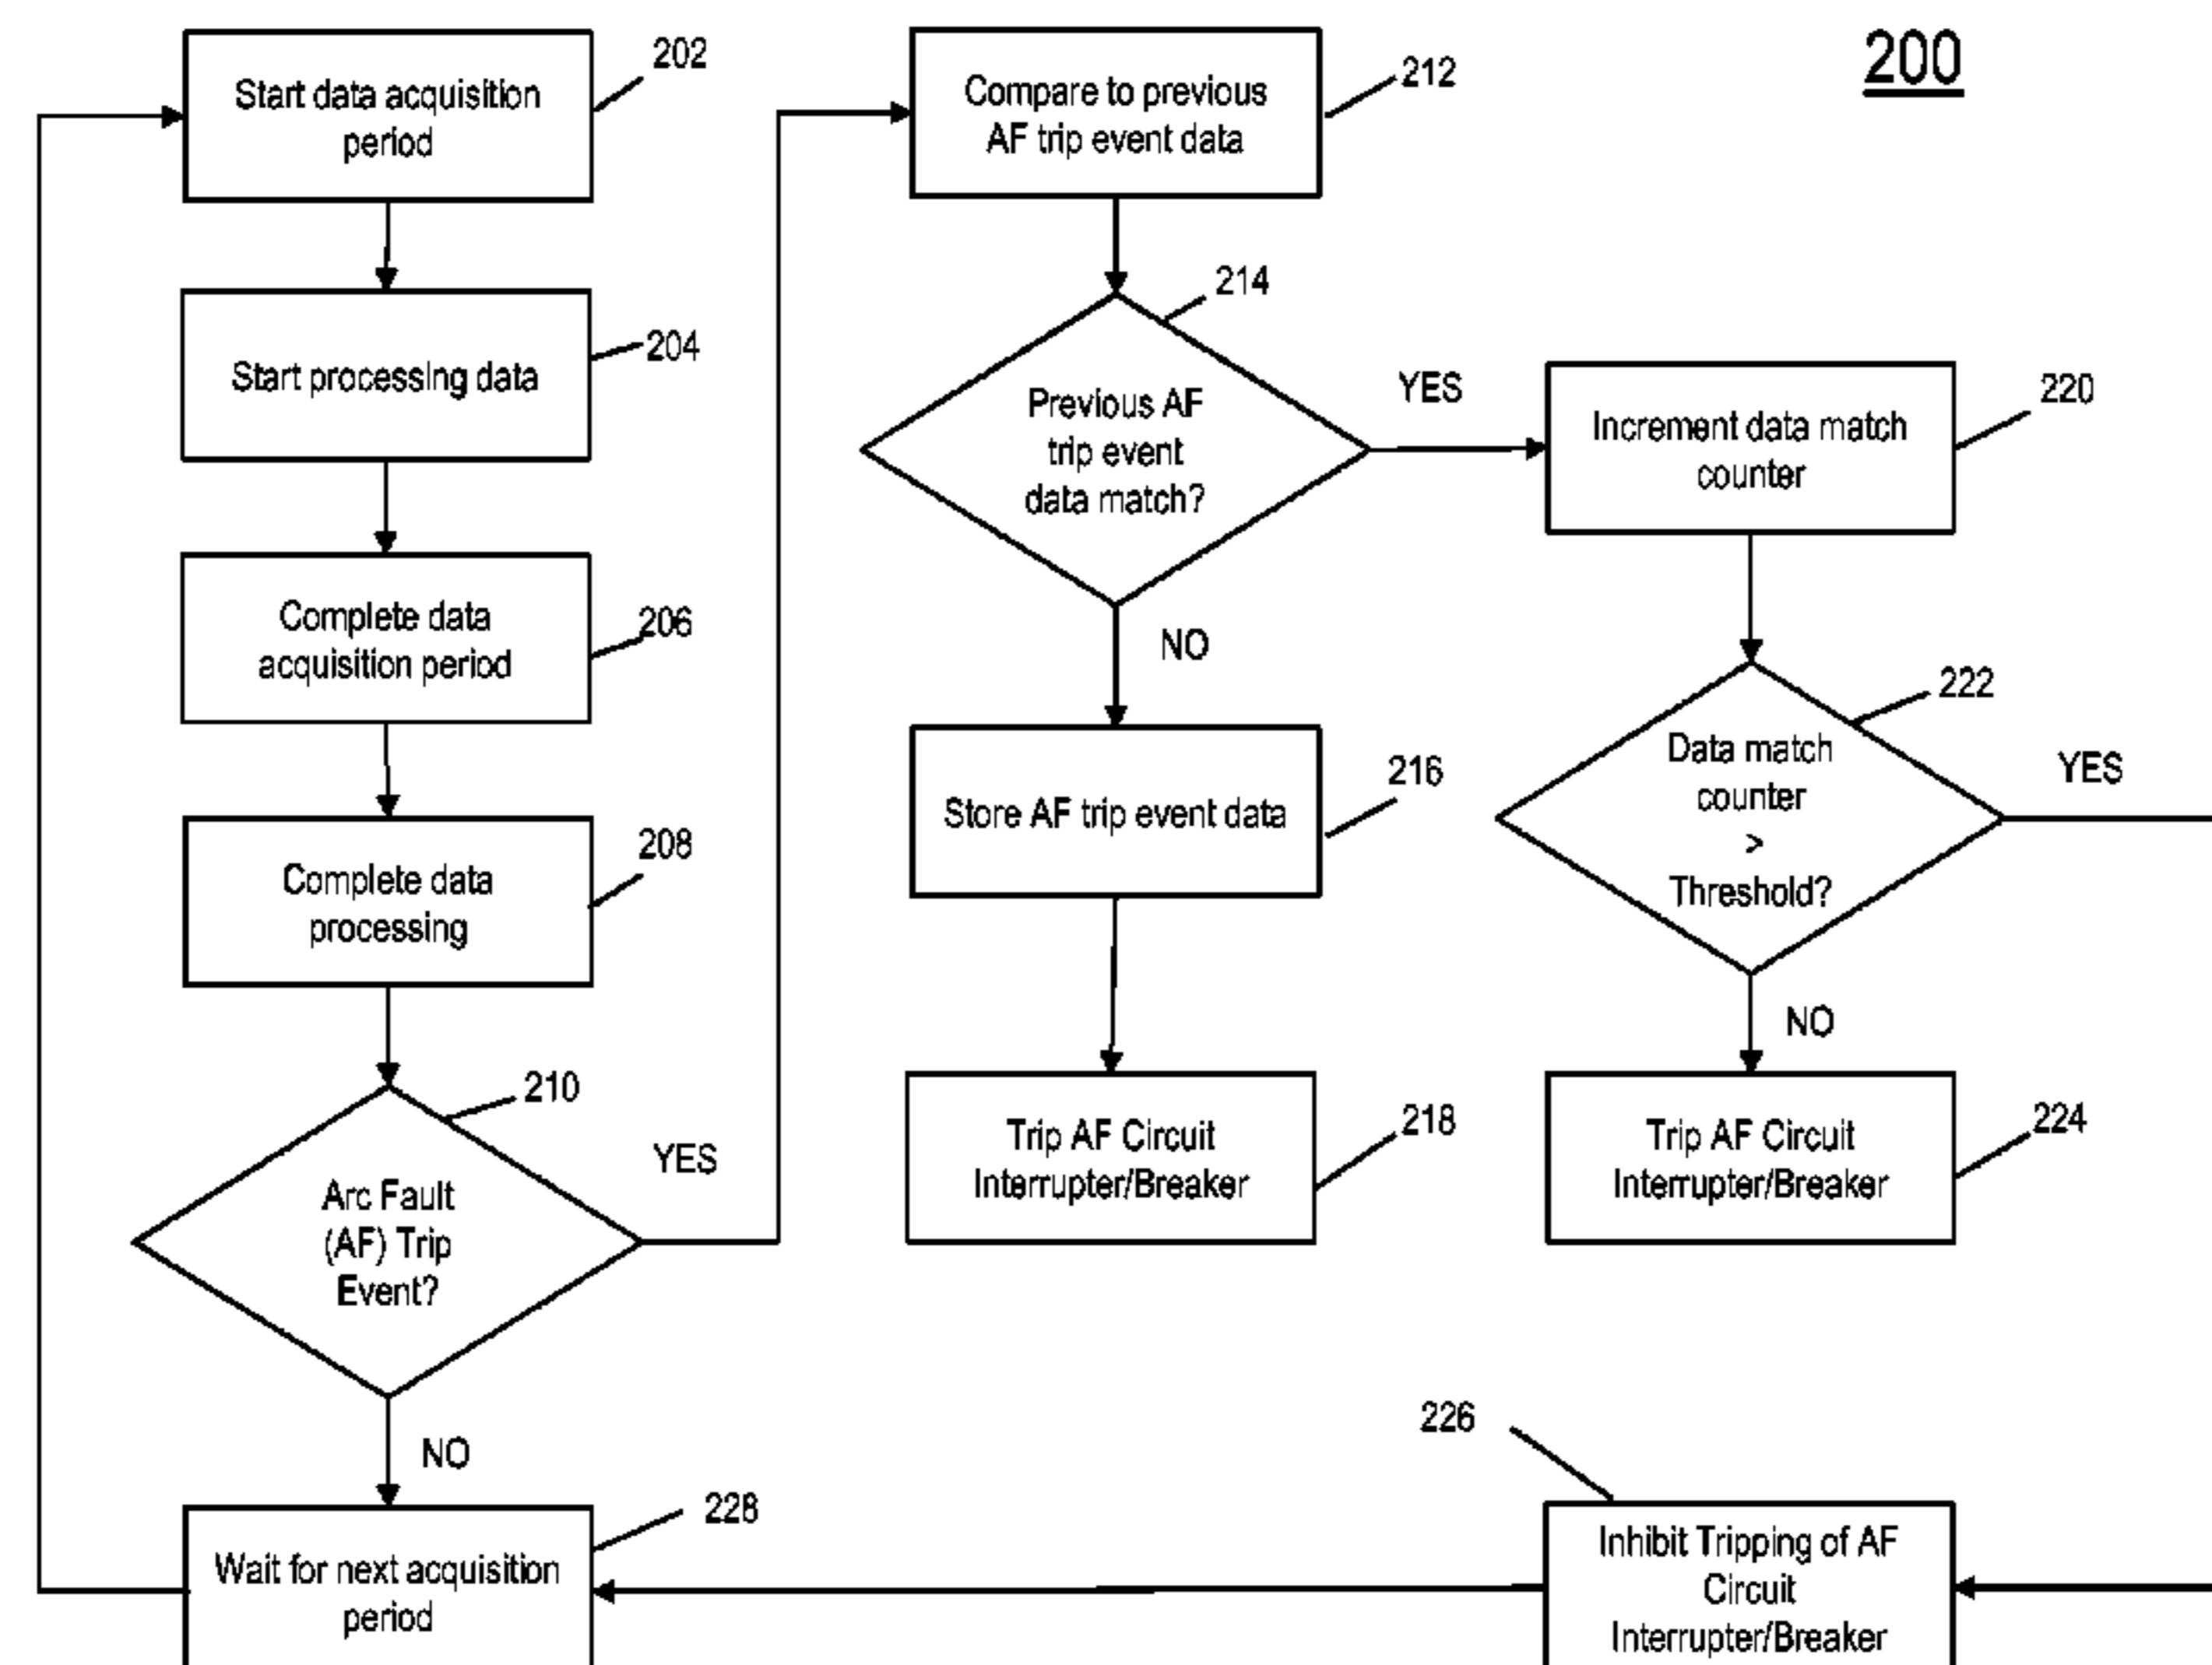 200
Start data acquisition
period
202
Start processing data
204
Complete data
acquisition period
206
Complete data
processing
208
Arc Fault
(AF) Trip
Event?
210
YES
NO
Wait for next acquisition
period
228
Compare to previous
AF trip event data
212
Previous AF
trip event
data match?
214
YES
NO
Store AF trip event data
216
Trip AF Circuit
Interrupter/Breaker
218
Increment data match
counter
220
Data match
counter
>
Threshold?
222
YES
NO
Trip AF Circuit
Interrupter/Breaker
224
226
Inhibit Tripping of AF
Circuit
Interrupter/Breaker